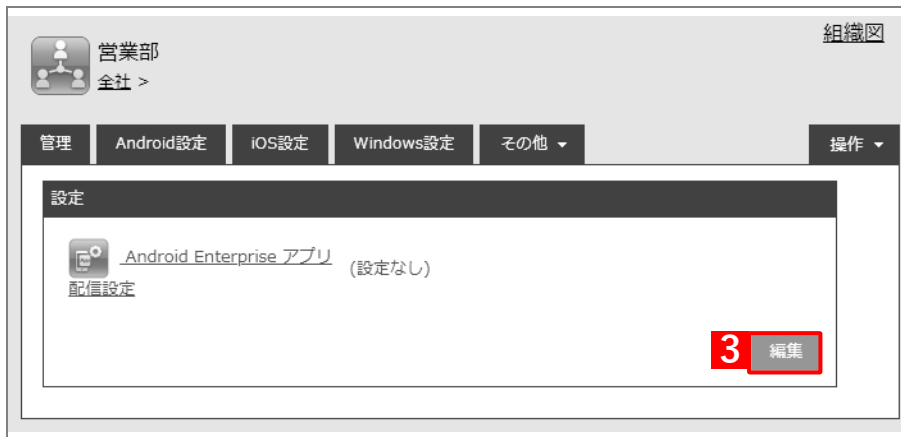 組織図
営業部
全社 >
管理 Android設定 iOS設定 Windows設定 その他 ▼ 操作 ▼
設定
Android Enterprise アプリ (設定なし)
配信設定
3 編集